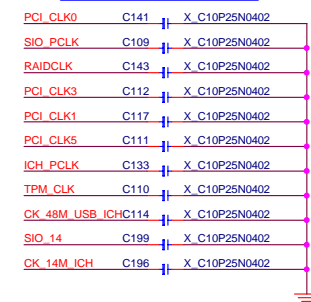 PCI_CLK0 C141 X_C10P25N0402
SIO_PCLK C109 X_C10P25N0402
RAIDCLK C143 X_C10P25N0402
PCI_CLK3 C112 X_C10P25N0402
PCI_CLK1 C117 X_C10P25N0402
PCI_CLK5 C111 X_C10P25N0402
ICH_PCLK C133 X_C10P25N0402
TPM_CLK C110 X_C10P25N0402
CK_48M_USB_ICH C114 X_C10P25N0402
SIO_14 C199 X_C10P25N0402
CK_14M_ICH C196 X_C10P25N0402